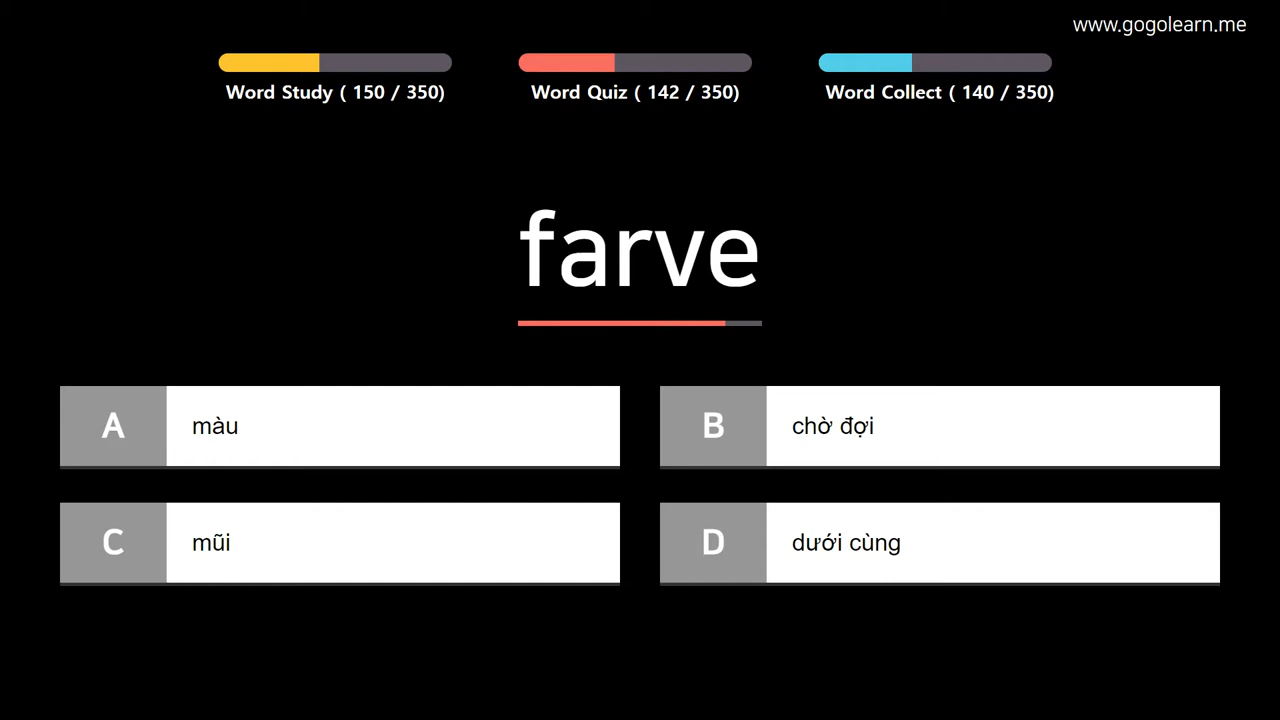 www.gogolearn.me
Word Study ( 150 / 350)
Word Quiz ( 142 / 350)
Word Collect ( 140 / 350)
farve
A màu
B chờ đợi
C mũi
D dưới cùng